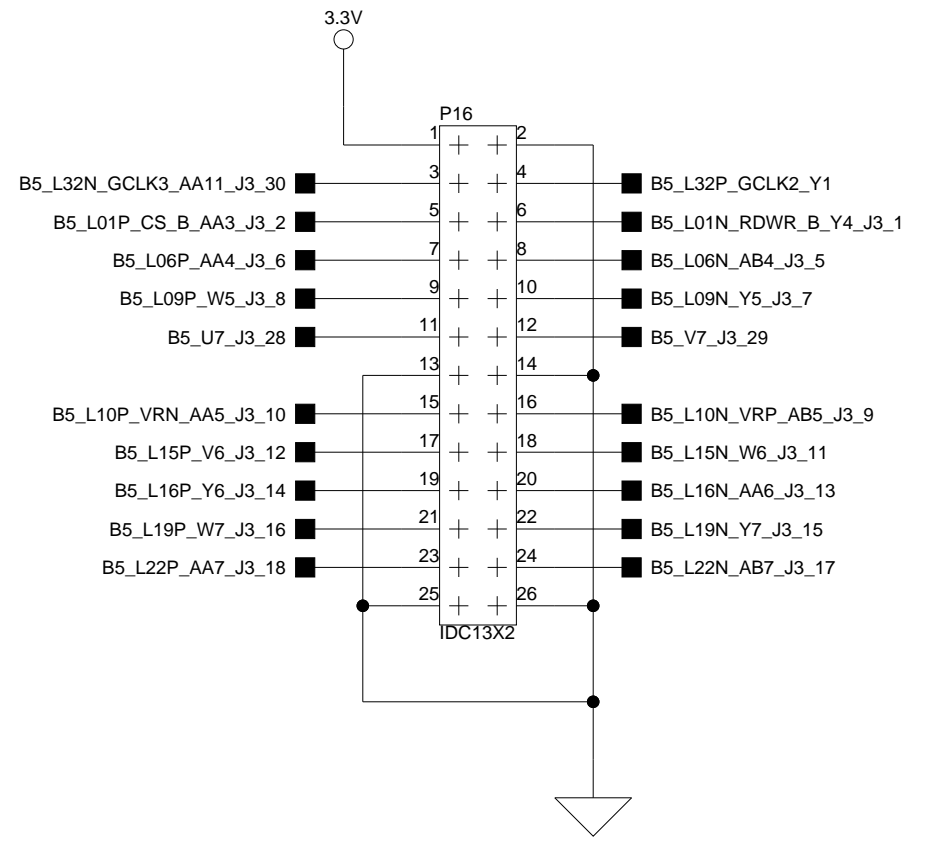 3.3V
P16
1 2
B5_L32N_GCLK3_AA11_J3_30 3 4 B5_L32P_GCLK2_Y1
B5_L01P_CS_B_AA3_J3_2 5 6 B5_L01N_RDWR_B_Y4_J3_1
B5_L06P_AA4_J3_6 7 8 B5_L06N_AB4_J3_5
B5_L09P_W5_J3_8 9 10 B5_L09N_Y5_J3_7
B5_U7_J3_28 11 12 B5_V7_J3_29
13 14
B5_L10P_VRN_AA5_J3_10 15 16 B5_L10N_VRP_AB5_J3_9
B5_L15P_V6_J3_12 17 18 B5_L15N_W6_J3_11
B5_L16P_Y6_J3_14 19 20 B5_L16N_AA6_J3_13
B5_L19P_W7_J3_16 21 22 B5_L19N_Y7_J3_15
B5_L22P_AA7_J3_18 23 24 B5_L22N_AB7_J3_17
25 26
IDC13X2